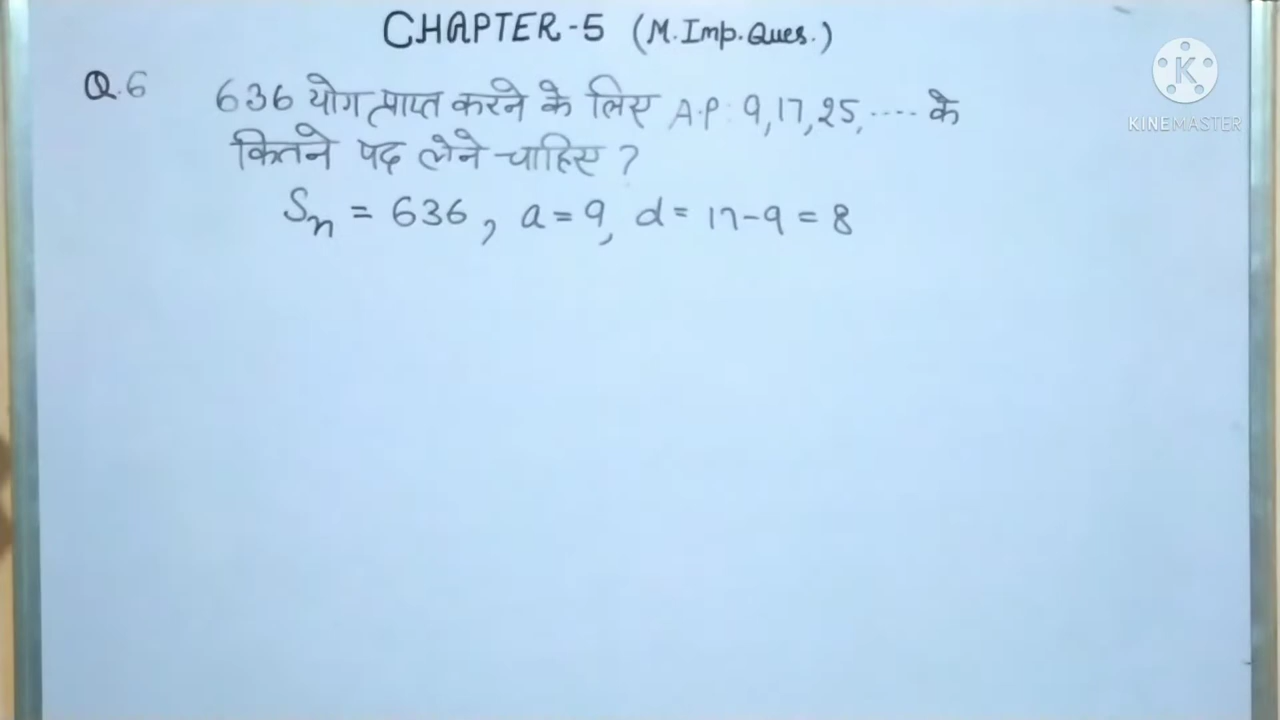 CHAPTER-5 (M.Imp.Ques.)
Q.6 636 योग प्राप्त करने के लिए A.P: 9,17,25,.... के
कितने पद लेने चाहिए ?
Sn = 636, a=9, d= 17-9 = 8
K
KINEMASTER